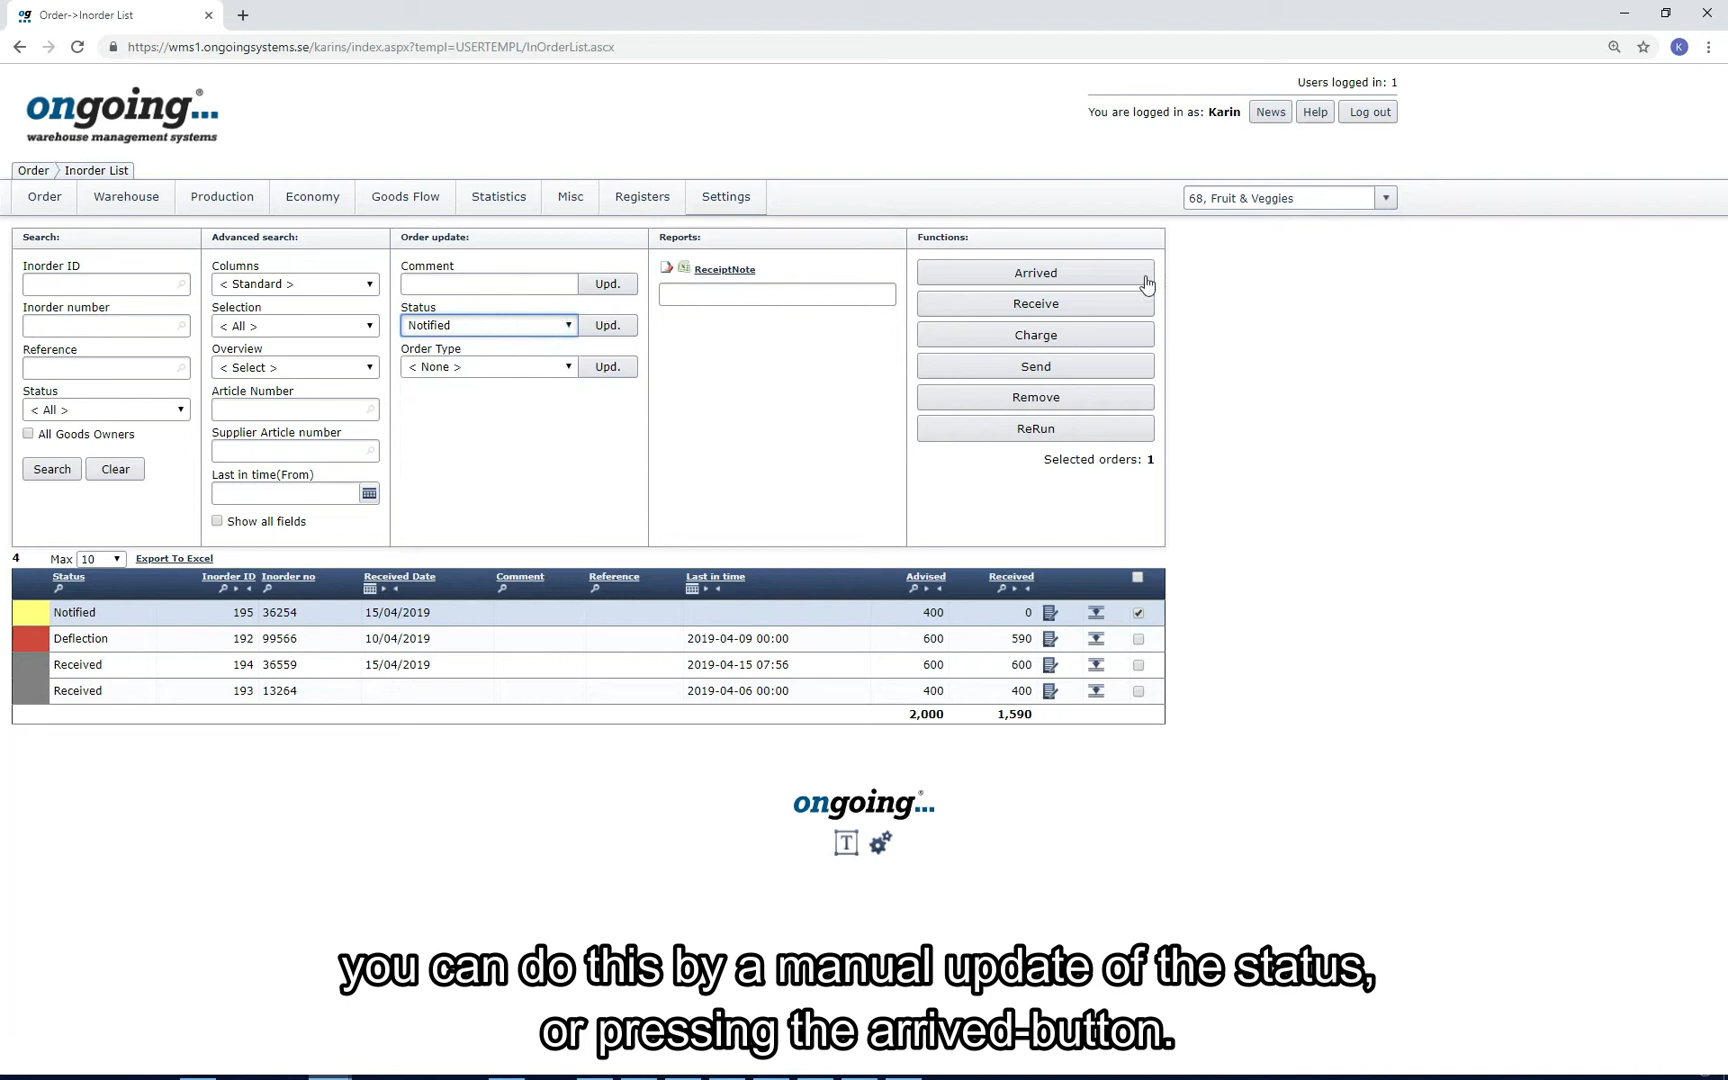 Order->Inorder List
https://wms1.ongoingsystems.se/karins/index.aspx?templ=USERTEMPL/InOrderList.ascx
K
Users logged in: 1
ongoing...®
warehouse management systems
You are logged in as: Karin News Help Log out
Order Inorder List
Order Warehouse Production Economy Goods Flow Statistics Misc Registers Settings 68, Fruit & Veggies
Search: Advanced search: Order update: Reports: Functions:
Inorder ID Columns Comment ReceiptNote Arrived
< Standard > Upd.
Inorder number Selection Status Receive
< All > Notified Upd. Charge
Reference Overview Order Type
< Select > < None > Upd. Send
Status Article Number Remove
< All >
All Goods Owners Supplier Article number ReRun
Selected orders: 1
Search Clear Last in time(From)
Show all fields
4 Max 10 Export To Excel
Status Inorder ID Inorder no Received Date Comment Reference Last in time Advised Received
Notified 195 36254 15/04/2019 400 0
Deflection 192 99566 10/04/2019 2019-04-09 00:00 600 590
Received 194 36559 15/04/2019 2019-04-15 07:56 600 600
Received 193 13264 2019-04-06 00:00 400 400
2,000 1,590
ongoing...®
T
you can do this by a manual update of the status,
or pressing the arrived-button.